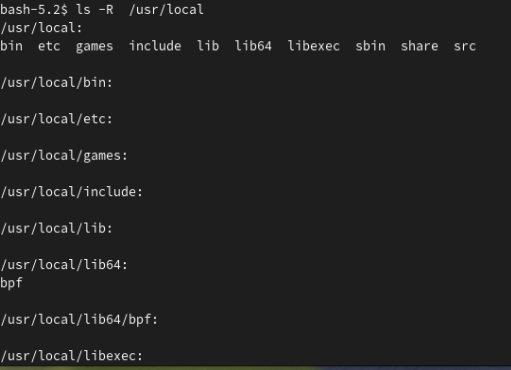 bash-5.2$ ls -R  /usr/local
/usr/local:
bin  etc  games  include  lib  lib64  libexec  sbin  share  src
/usr/local/bin:
/usr/local/etc:
/usr/local/games:
/usr/local/include:
/usr/local/lib:
/usr/local/lib64:
bpf
/usr/local/lib64/bpf:
/usr/local/libexec: